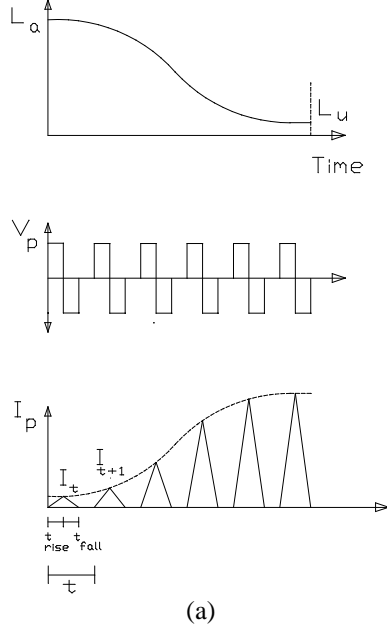 L a
L u
Time
V p
I p
I t
I t+1
t rise
t fall
t
(a)